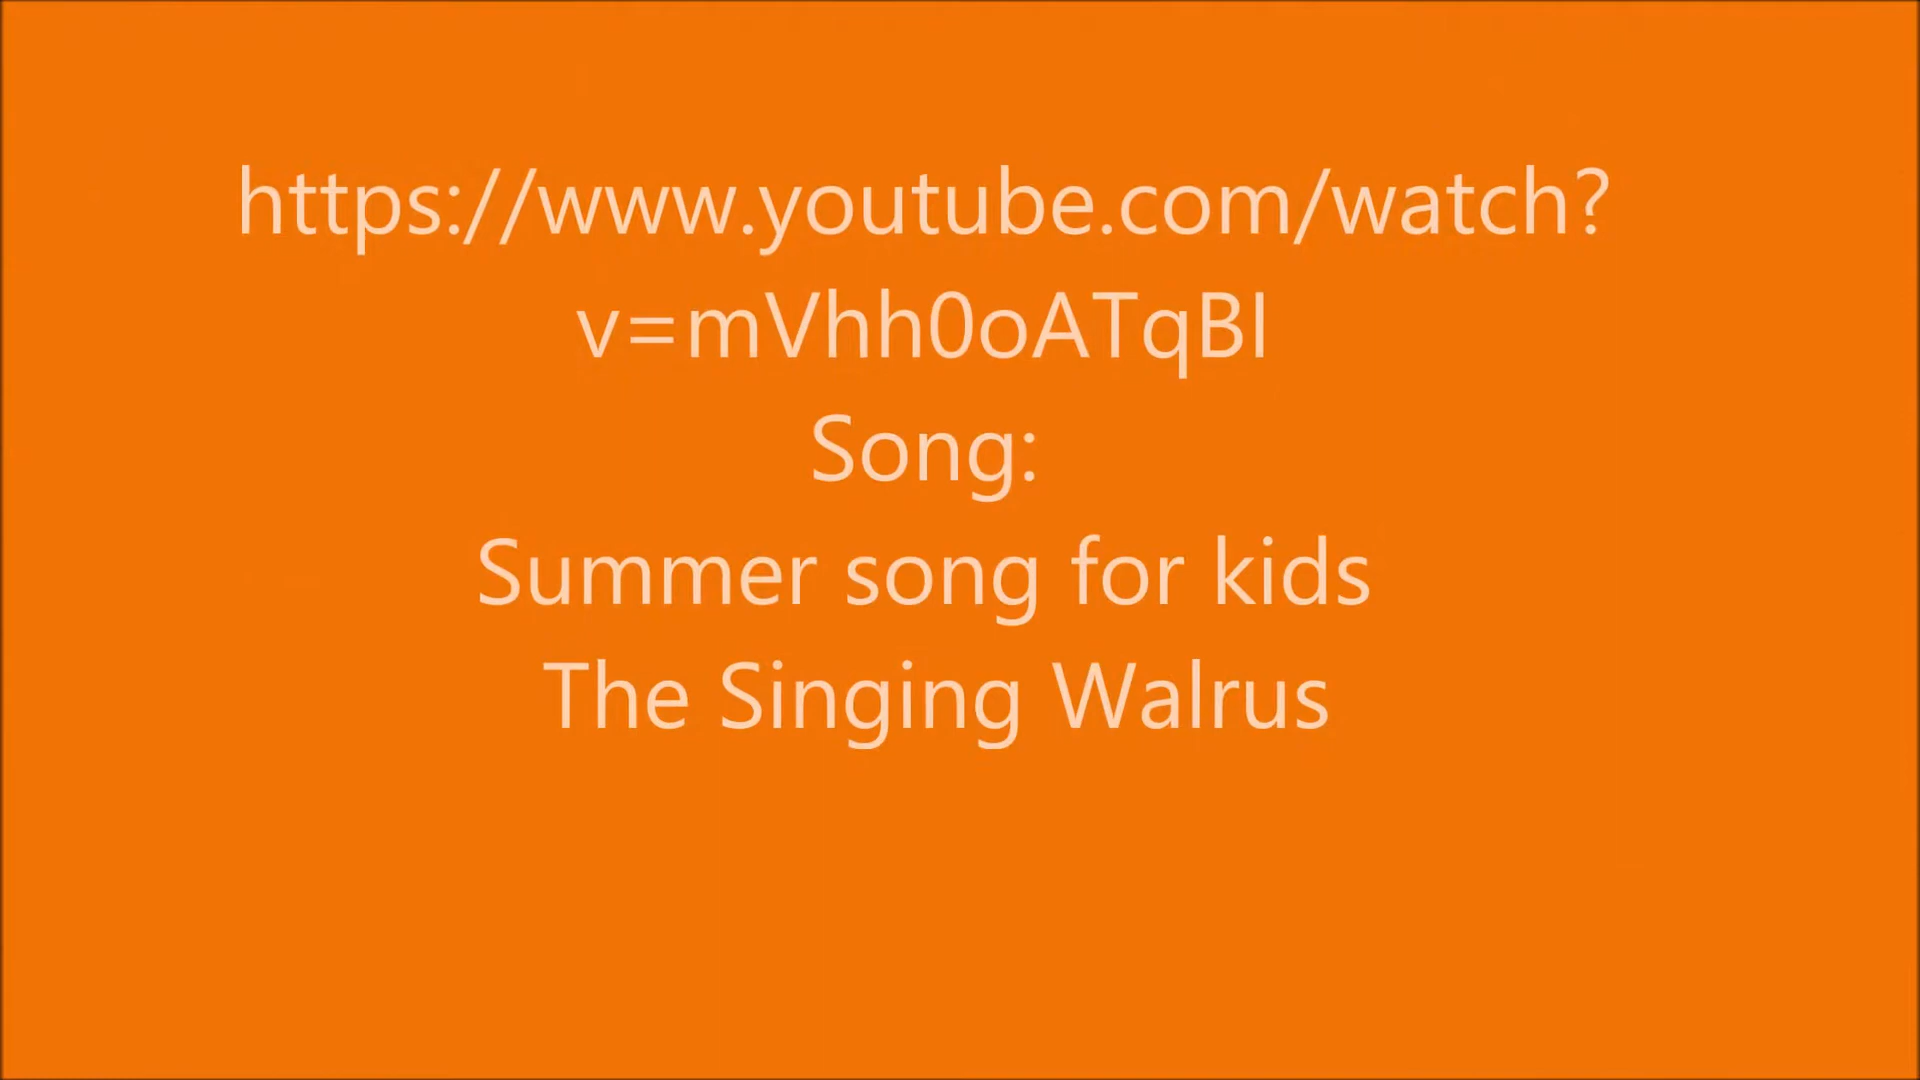 https://www.youtube.com/watch?
v=mVhh0oATqBI
Song:
Summer song for kids
The Singing Walrus